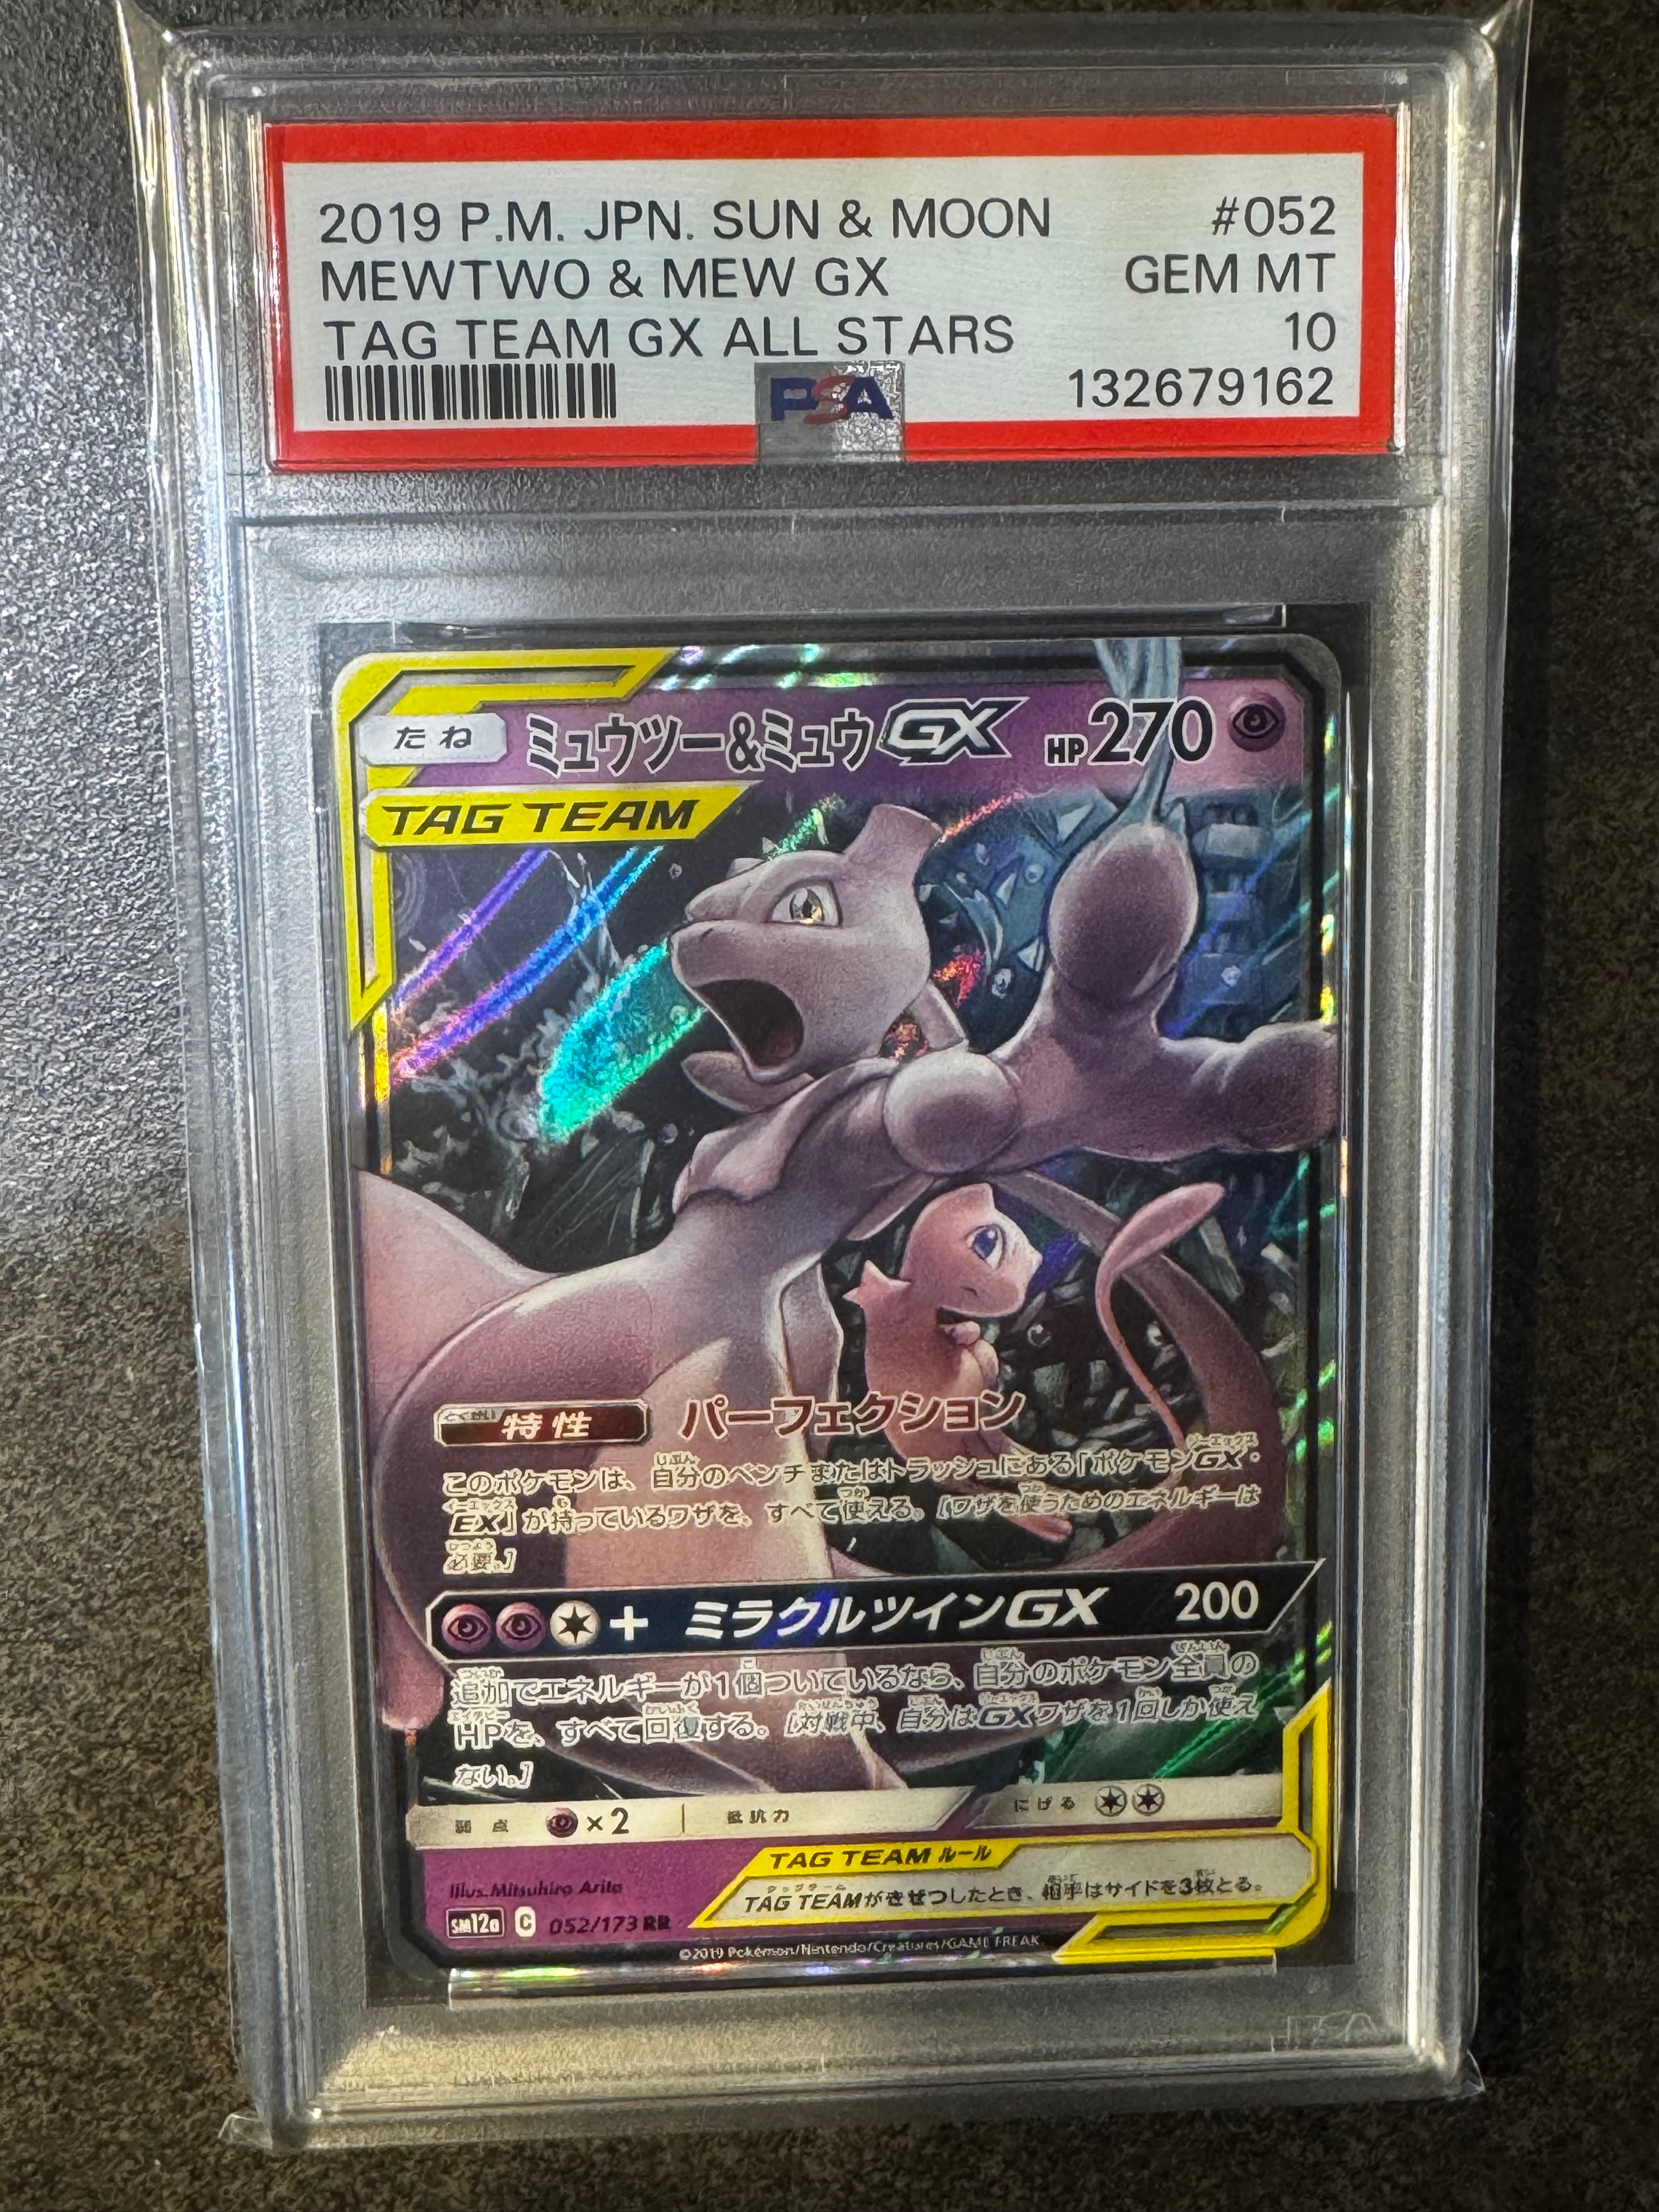 2019 P.M. JPN. SUN & MOON #052
MEWTWO & MEW GX GEM MT
TAG TEAM GX ALL STARS 10
PSA 132679162
たね ミュウツー&ミュウGX HP270
TAG TEAM
とくせい
特性 パーフェクション
このポケモンは、自分のベンチまたはトラッシュにある「ポケモンGX・
EX」が持っているワザを、すべて使える。[ワザを使うためのエネルギーは
必要。]
+ ミラクルツインGX 200
追加でエネルギーが1個ついているなら、自分のポケモン全員の
HPを、すべて回復する。[対戦中、自分はGXワザを1回しか使え
ない。]
弱点 ×2 抵抗力 にげる
TAG TEAM ルール
TAG TEAMがきぜつしたとき、相手はサイドを3枚とる。
Illus. Mitsuhiro Arita
SM12a C 052/173 RR
©2019 Pokémon/Nintendo/Creatures/GAME FREAK